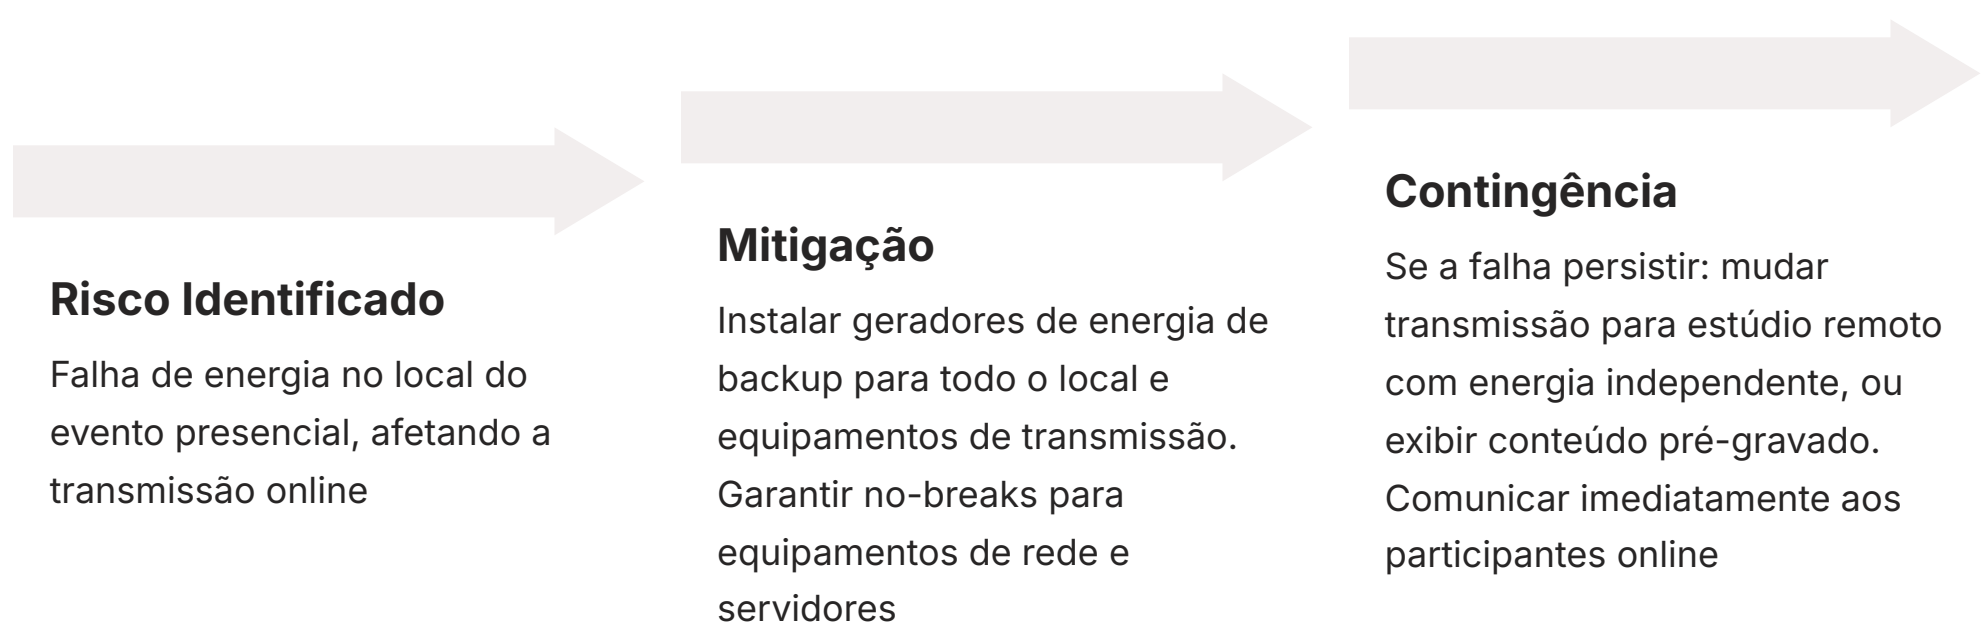 Risco Identificado
Falha de energia no local do
evento presencial, afetando a
transmissão online
Mitigação
Instalar geradores de energia de
backup para todo o local e
equipamentos de transmissão.
Garantir no-breaks para
equipamentos de rede e
servidores
Contingência
Se a falha persistir: mudar
transmissão para estúdio remoto
com energia independente, ou
exibir conteúdo pré-gravado.
Comunicar imediatamente aos
participantes online